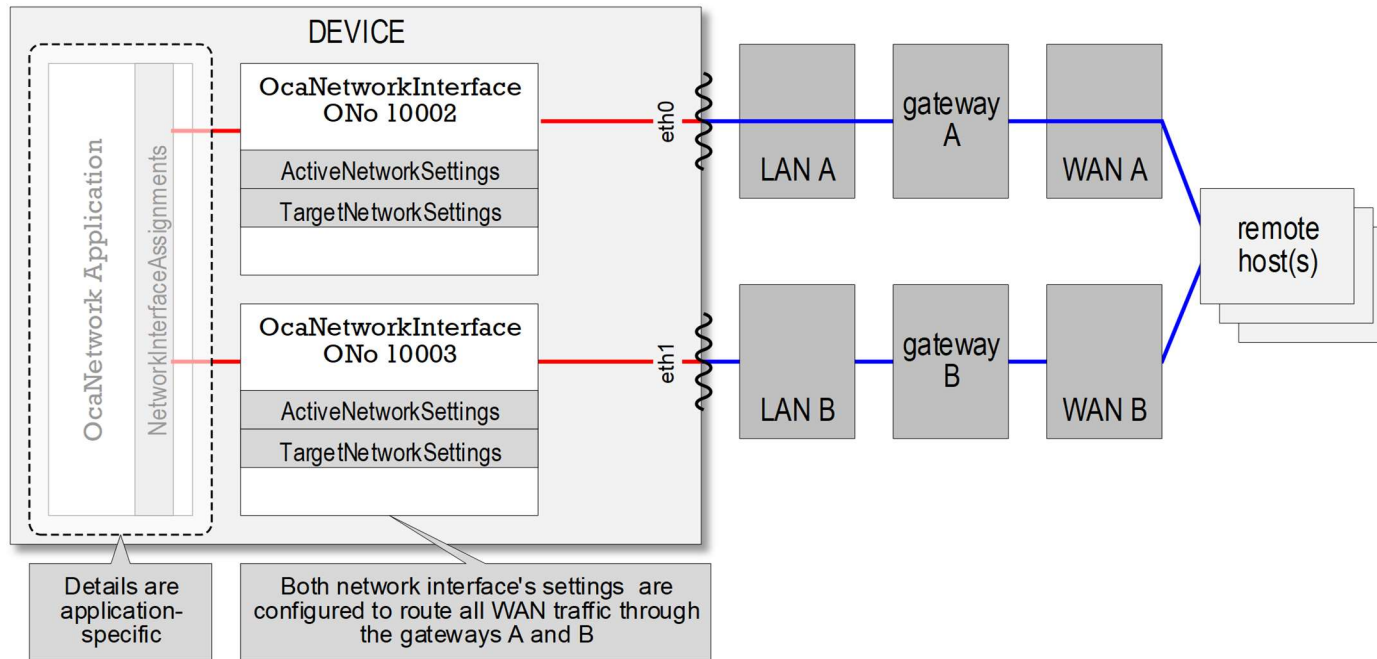 DEVICE
OcaNetwork Application
NetworkInterfaceAssignments
OcaNetworkInterface
ONo 10002
ActiveNetworkSettings
TargetNetworkSettings
eth0
LAN A
gateway
A
WAN A
remote
host(s)
OcaNetworkInterface
ONo 10003
ActiveNetworkSettings
TargetNetworkSettings
eth1
LAN B
gateway
B
WAN B
Details are
application-
specific
Both network interface's settings are
configured to route all WAN traffic through
the gateways A and B